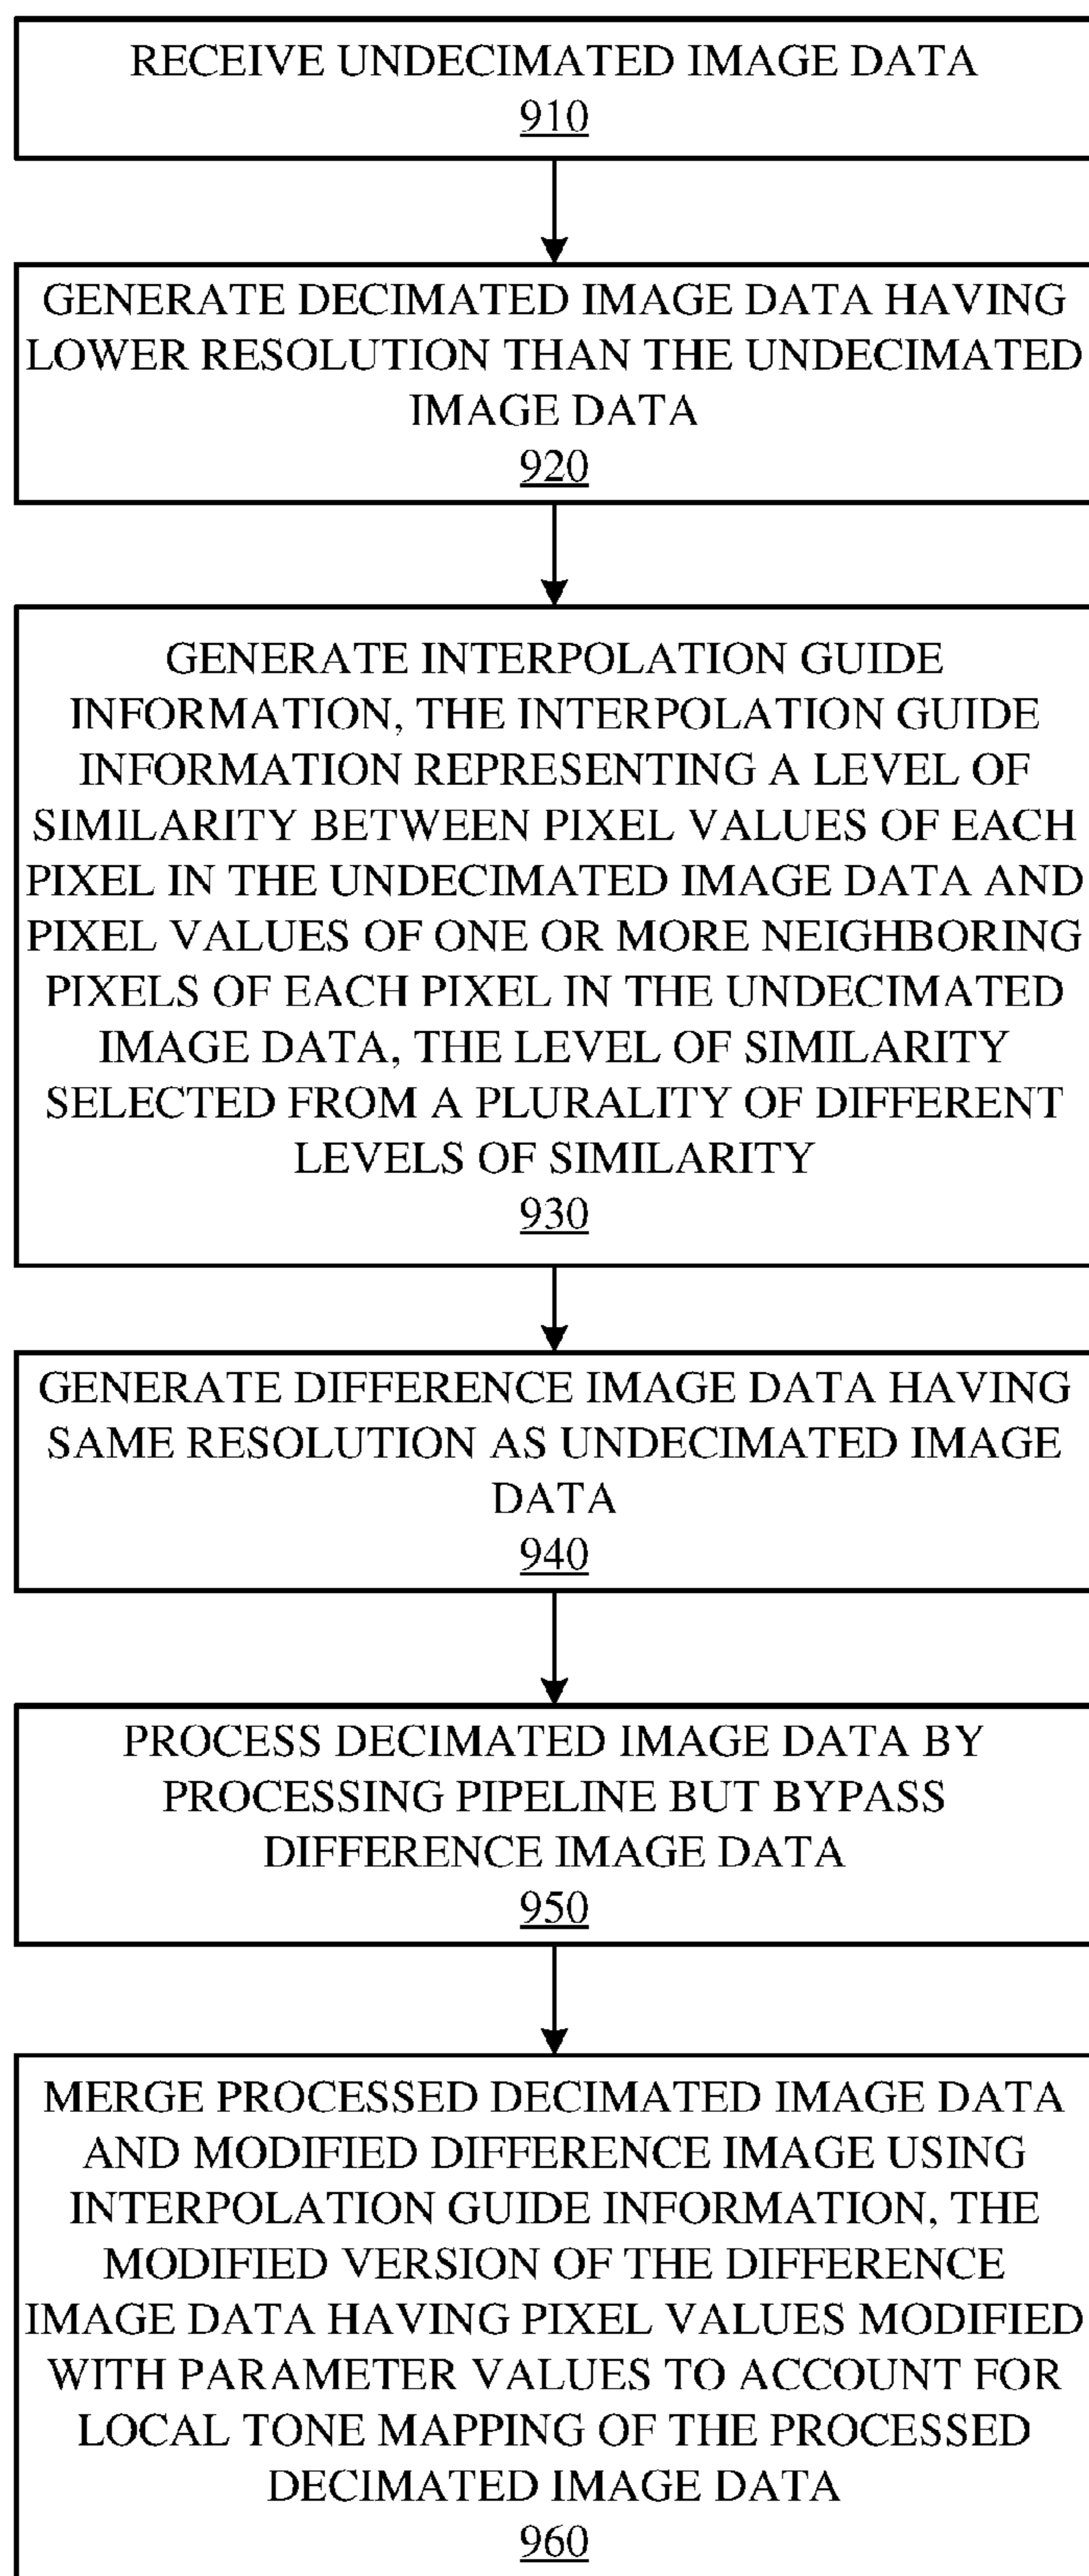 RECEIVE UNDECIMATED IMAGE DATA
910
GENERATE DECIMATED IMAGE DATA HAVING
LOWER RESOLUTION THAN THE UNDECIMATED
IMAGE DATA
920
GENERATE INTERPOLATION GUIDE
INFORMATION, THE INTERPOLATION GUIDE
INFORMATION REPRESENTING A LEVEL OF
SIMILARITY BETWEEN PIXEL VALUES OF EACH
PIXEL IN THE UNDECIMATED IMAGE DATA AND
PIXEL VALUES OF ONE OR MORE NEIGHBORING
PIXELS OF EACH PIXEL IN THE UNDECIMATED
IMAGE DATA, THE LEVEL OF SIMILARITY
SELECTED FROM A PLURALITY OF DIFFERENT
LEVELS OF SIMILARITY
930
GENERATE DIFFERENCE IMAGE DATA HAVING
SAME RESOLUTION AS UNDECIMATED IMAGE
DATA
940
PROCESS DECIMATED IMAGE DATA BY
PROCESSING PIPELINE BUT BYPASS
DIFFERENCE IMAGE DATA
950
MERGE PROCESSED DECIMATED IMAGE DATA
AND MODIFIED DIFFERENCE IMAGE USING
INTERPOLATION GUIDE INFORMATION, THE
MODIFIED VERSION OF THE DIFFERENCE
IMAGE DATA HAVING PIXEL VALUES MODIFIED
WITH PARAMETER VALUES TO ACCOUNT FOR
LOCAL TONE MAPPING OF THE PROCESSED
DECIMATED IMAGE DATA
960